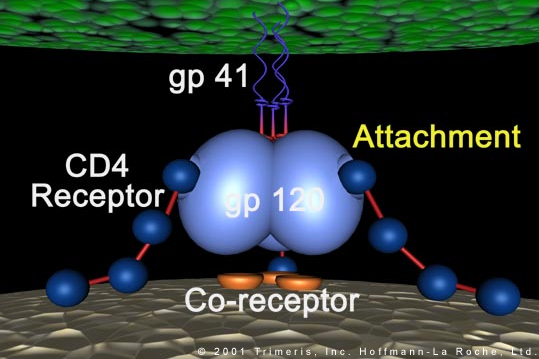 gp 41
Attachment
CD4
Receptor
gp 120
Co-receptor
© 2001 Trimeris, Inc. Hoffmann-La Roche, Ltd.